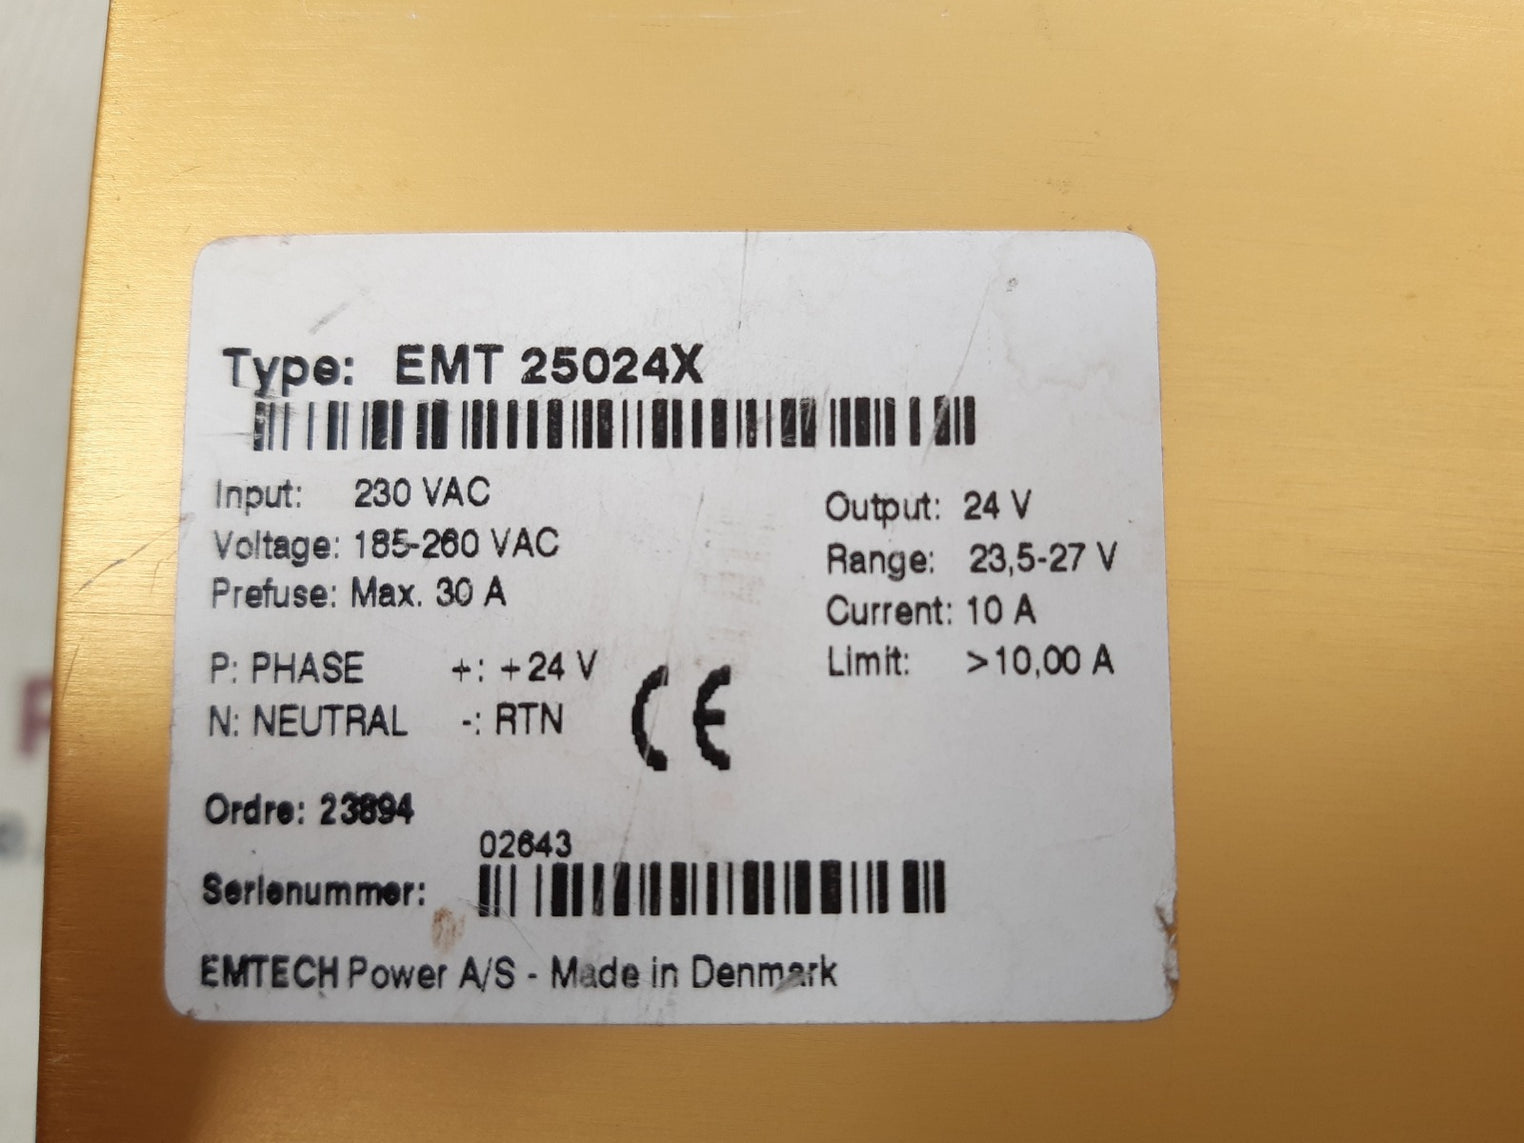 Type: EMT 25024X
Input: 230 VAC
Voltage: 185-260 VAC
Prefuse: Max. 30 A
Output: 24 V
Range: 23,5-27 V
Current: 10 A
Limit: >10,00 A
P: PHASE +: +24 V
N: NEUTRAL -: RTN
CE
Ordre: 23894
02643
Serienummer:
EMTECH Power A/S - Made in Denmark